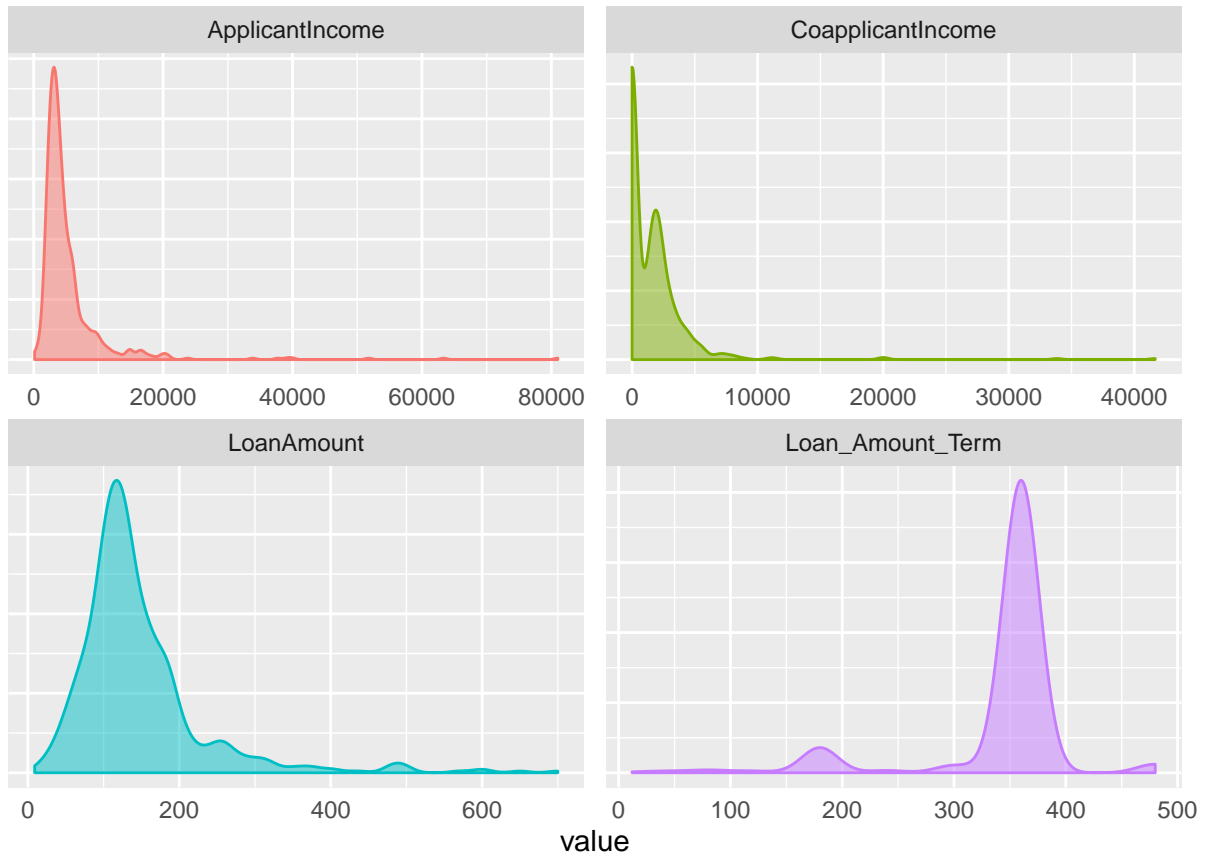 ApplicantIncome
CoapplicantIncome
0 20000 40000 60000 80000
0 10000 20000 30000 40000
LoanAmount
Loan_Amount_Term
0 200 400 600
0 100 200 300 400 500
value